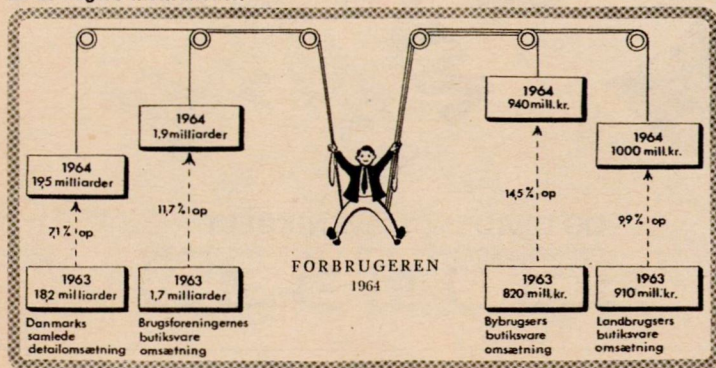 1964
19,5 milliarder
7,1 % op
1963
18,2 milliarder
Danmarks
samlede
detailomsætning
1964
1,9 milliarder
11,7 % op
1963
1,7 milliarder
Brugsforeningernes
butiksvare
omsætning
FORBRUGEREN
1964
1964
940 mill. kr.
14,5 % op
1963
820 mill. kr.
Bybrugsers
butiksvare
omsætning
1964
1000 mill. kr.
9,9 % op
1963
910 mill. kr.
Landbrugsers
butiksvare
omsætning